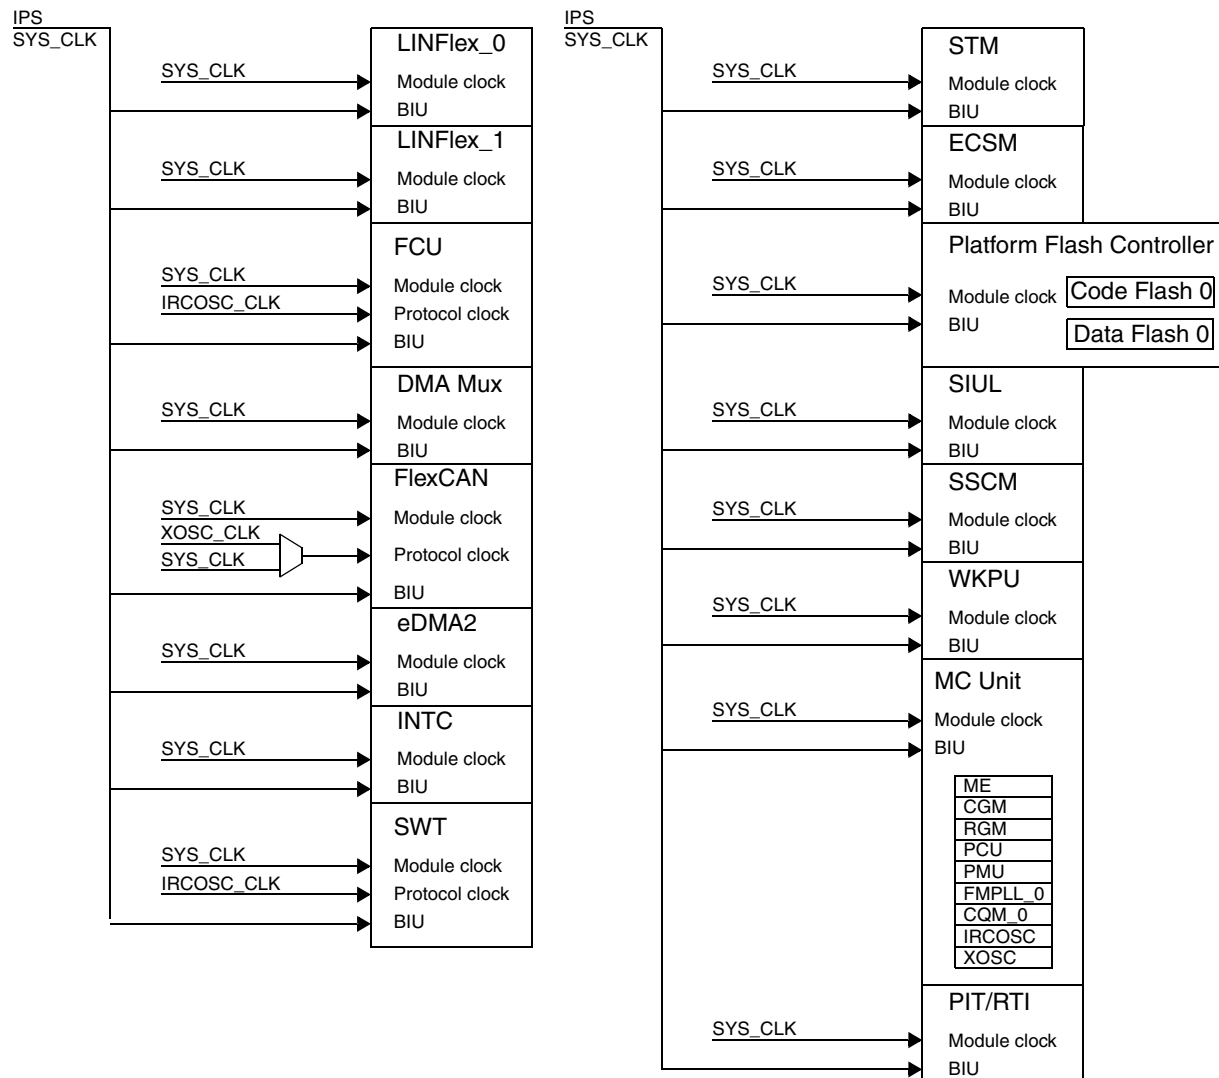 IPS
SYS_CLK
LINFlex_0
SYS_CLK
Module clock
BIU
LINFlex_1
SYS_CLK
Module clock
BIU
FCU
SYS_CLK
Module clock
IRCOSC_CLK
Protocol clock
BIU
DMA Mux
SYS_CLK
Module clock
BIU
FlexCAN
SYS_CLK
Module clock
XOSC_CLK
SYS_CLK
Protocol clock
BIU
eDMA2
SYS_CLK
Module clock
BIU
INTC
SYS_CLK
Module clock
BIU
SWT
SYS_CLK
Module clock
IRCOSC_CLK
Protocol clock
BIU
IPS
SYS_CLK
STM
SYS_CLK
Module clock
BIU
ECSM
SYS_CLK
Module clock
BIU
Platform Flash Controller
SYS_CLK
Module clock
Code Flash 0
BIU
Data Flash 0
SIUL
SYS_CLK
Module clock
BIU
SSCM
SYS_CLK
Module clock
BIU
WKPU
SYS_CLK
Module clock
BIU
MC Unit
SYS_CLK
Module clock
BIU
ME
CGM
RGM
PCU
PMU
FMPLL_0
CQM_0
IRCOSC
XOSC
PIT/RTI
SYS_CLK
Module clock
BIU